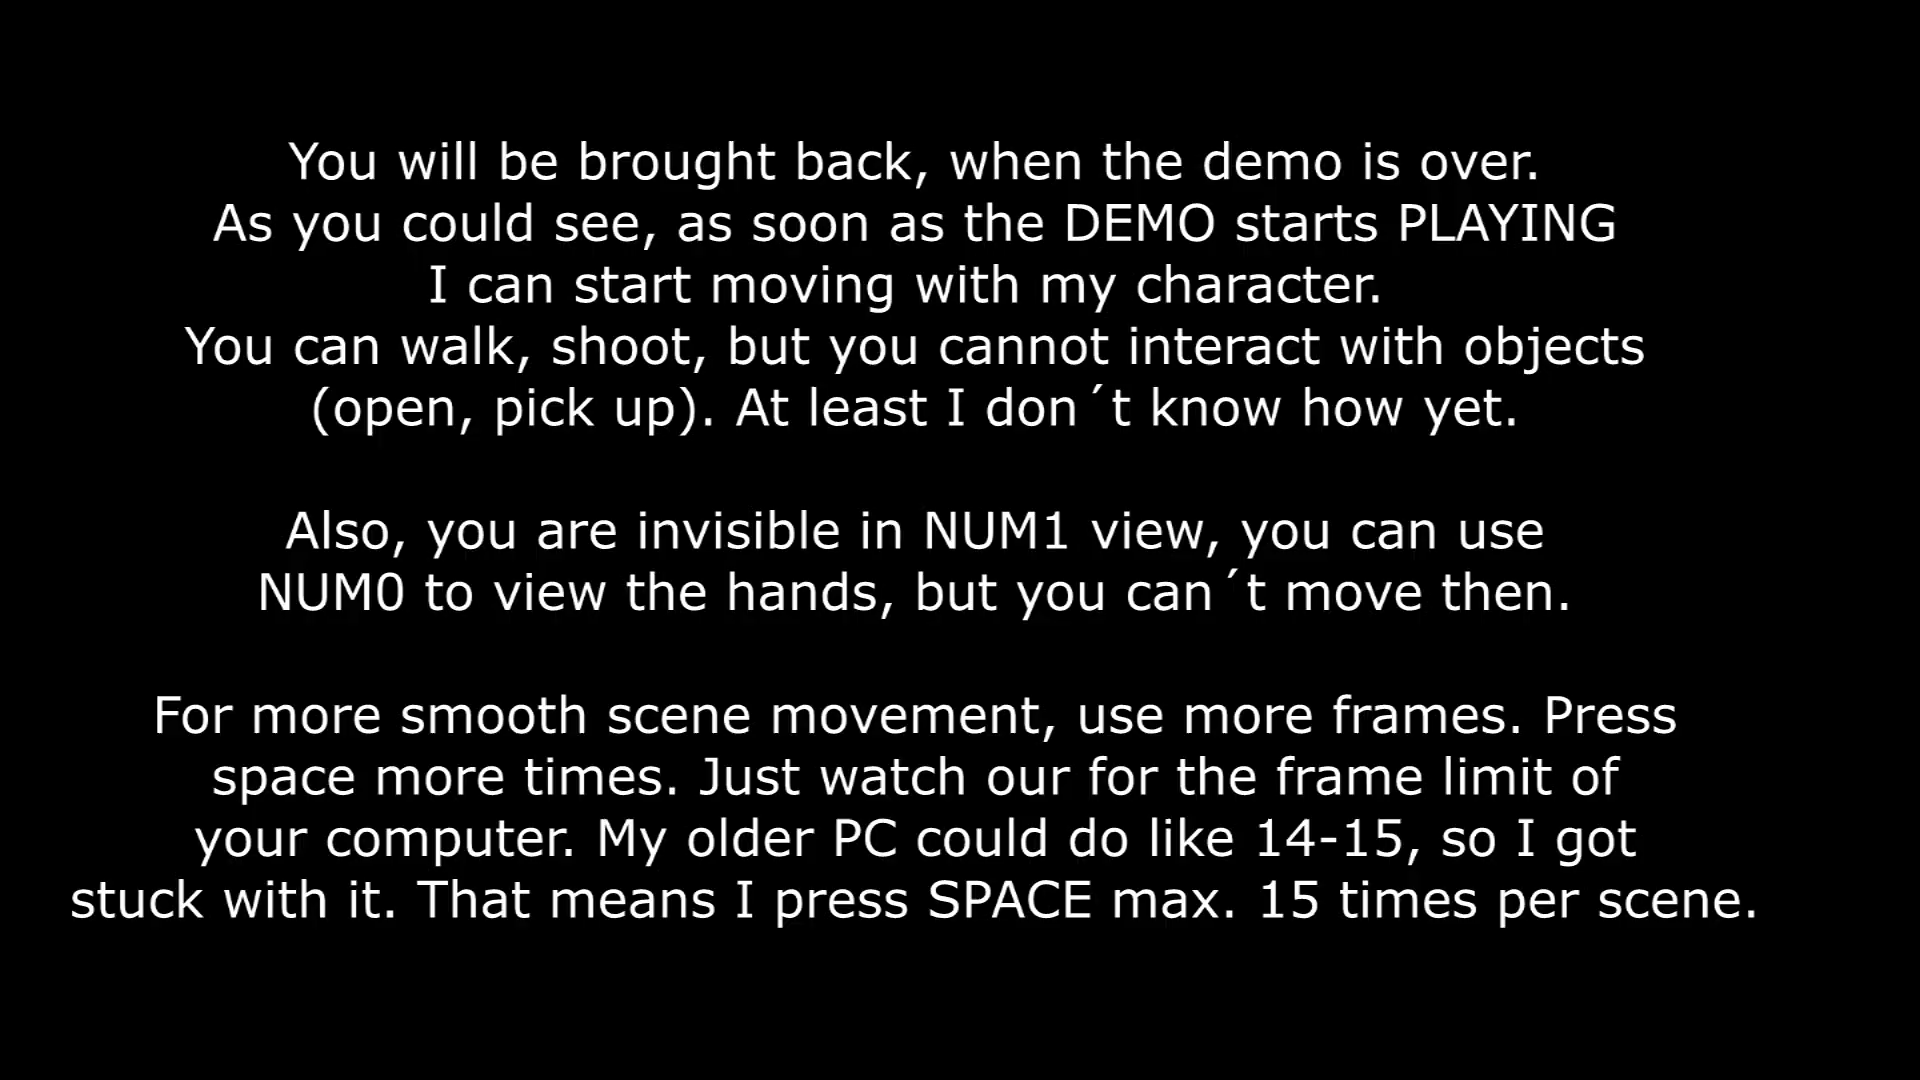 You will be brought back, when the demo is over.
As you could see, as soon as the DEMO starts PLAYING
I can start moving with my character.
You can walk, shoot, but you cannot interact with objects
(open, pick up). At least I don´t know how yet.
Also, you are invisible in NUM1 view, you can use
NUM0 to view the hands, but you can´t move then.
For more smooth scene movement, use more frames. Press
space more times. Just watch our for the frame limit of
your computer. My older PC could do like 14-15, so I got
stuck with it. That means I press SPACE max. 15 times per scene.